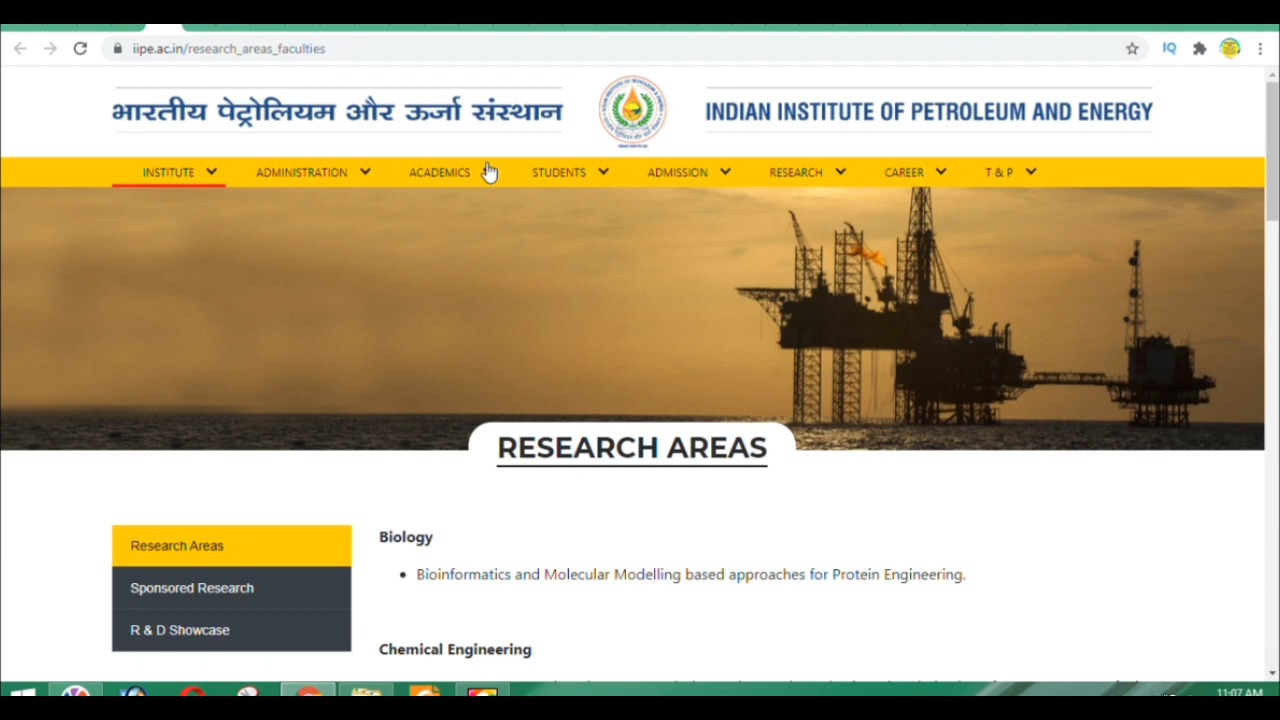 iipe.ac.in/research_areas_faculties
IQ
भारतीय पेट्रोलियम और ऊर्जा संस्थान
INDIAN INSTITUTE OF PETROLEUM AND ENERGY
INSTITUTE ADMINISTRATION ACADEMICS STUDENTS ADMISSION RESEARCH CAREER T & P
RESEARCH AREAS
Research Areas
Sponsored Research
R & D Showcase
Biology
• Bioinformatics and Molecular Modelling based approaches for Protein Engineering.
Chemical Engineering
11:07 AM